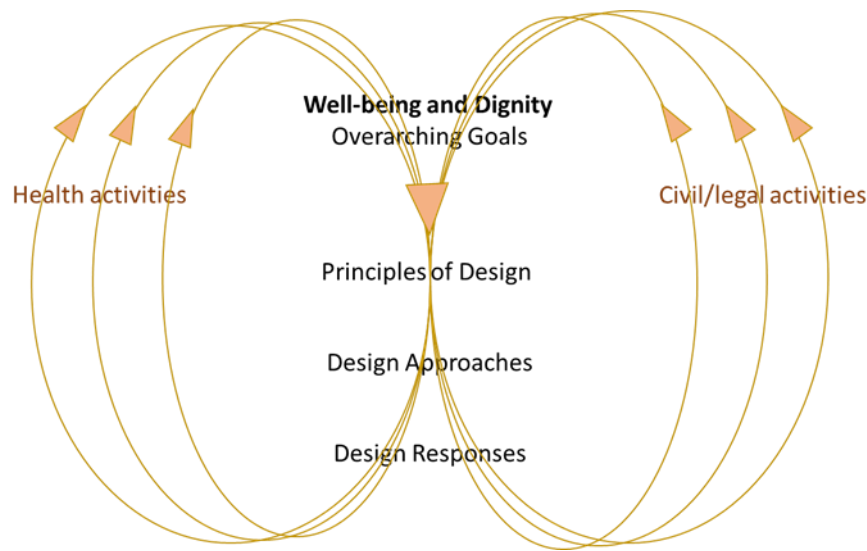 Well-being and Dignity
Overarching Goals
Health activities
Civil/legal activities
Principles of Design
Design Approaches
Design Responses